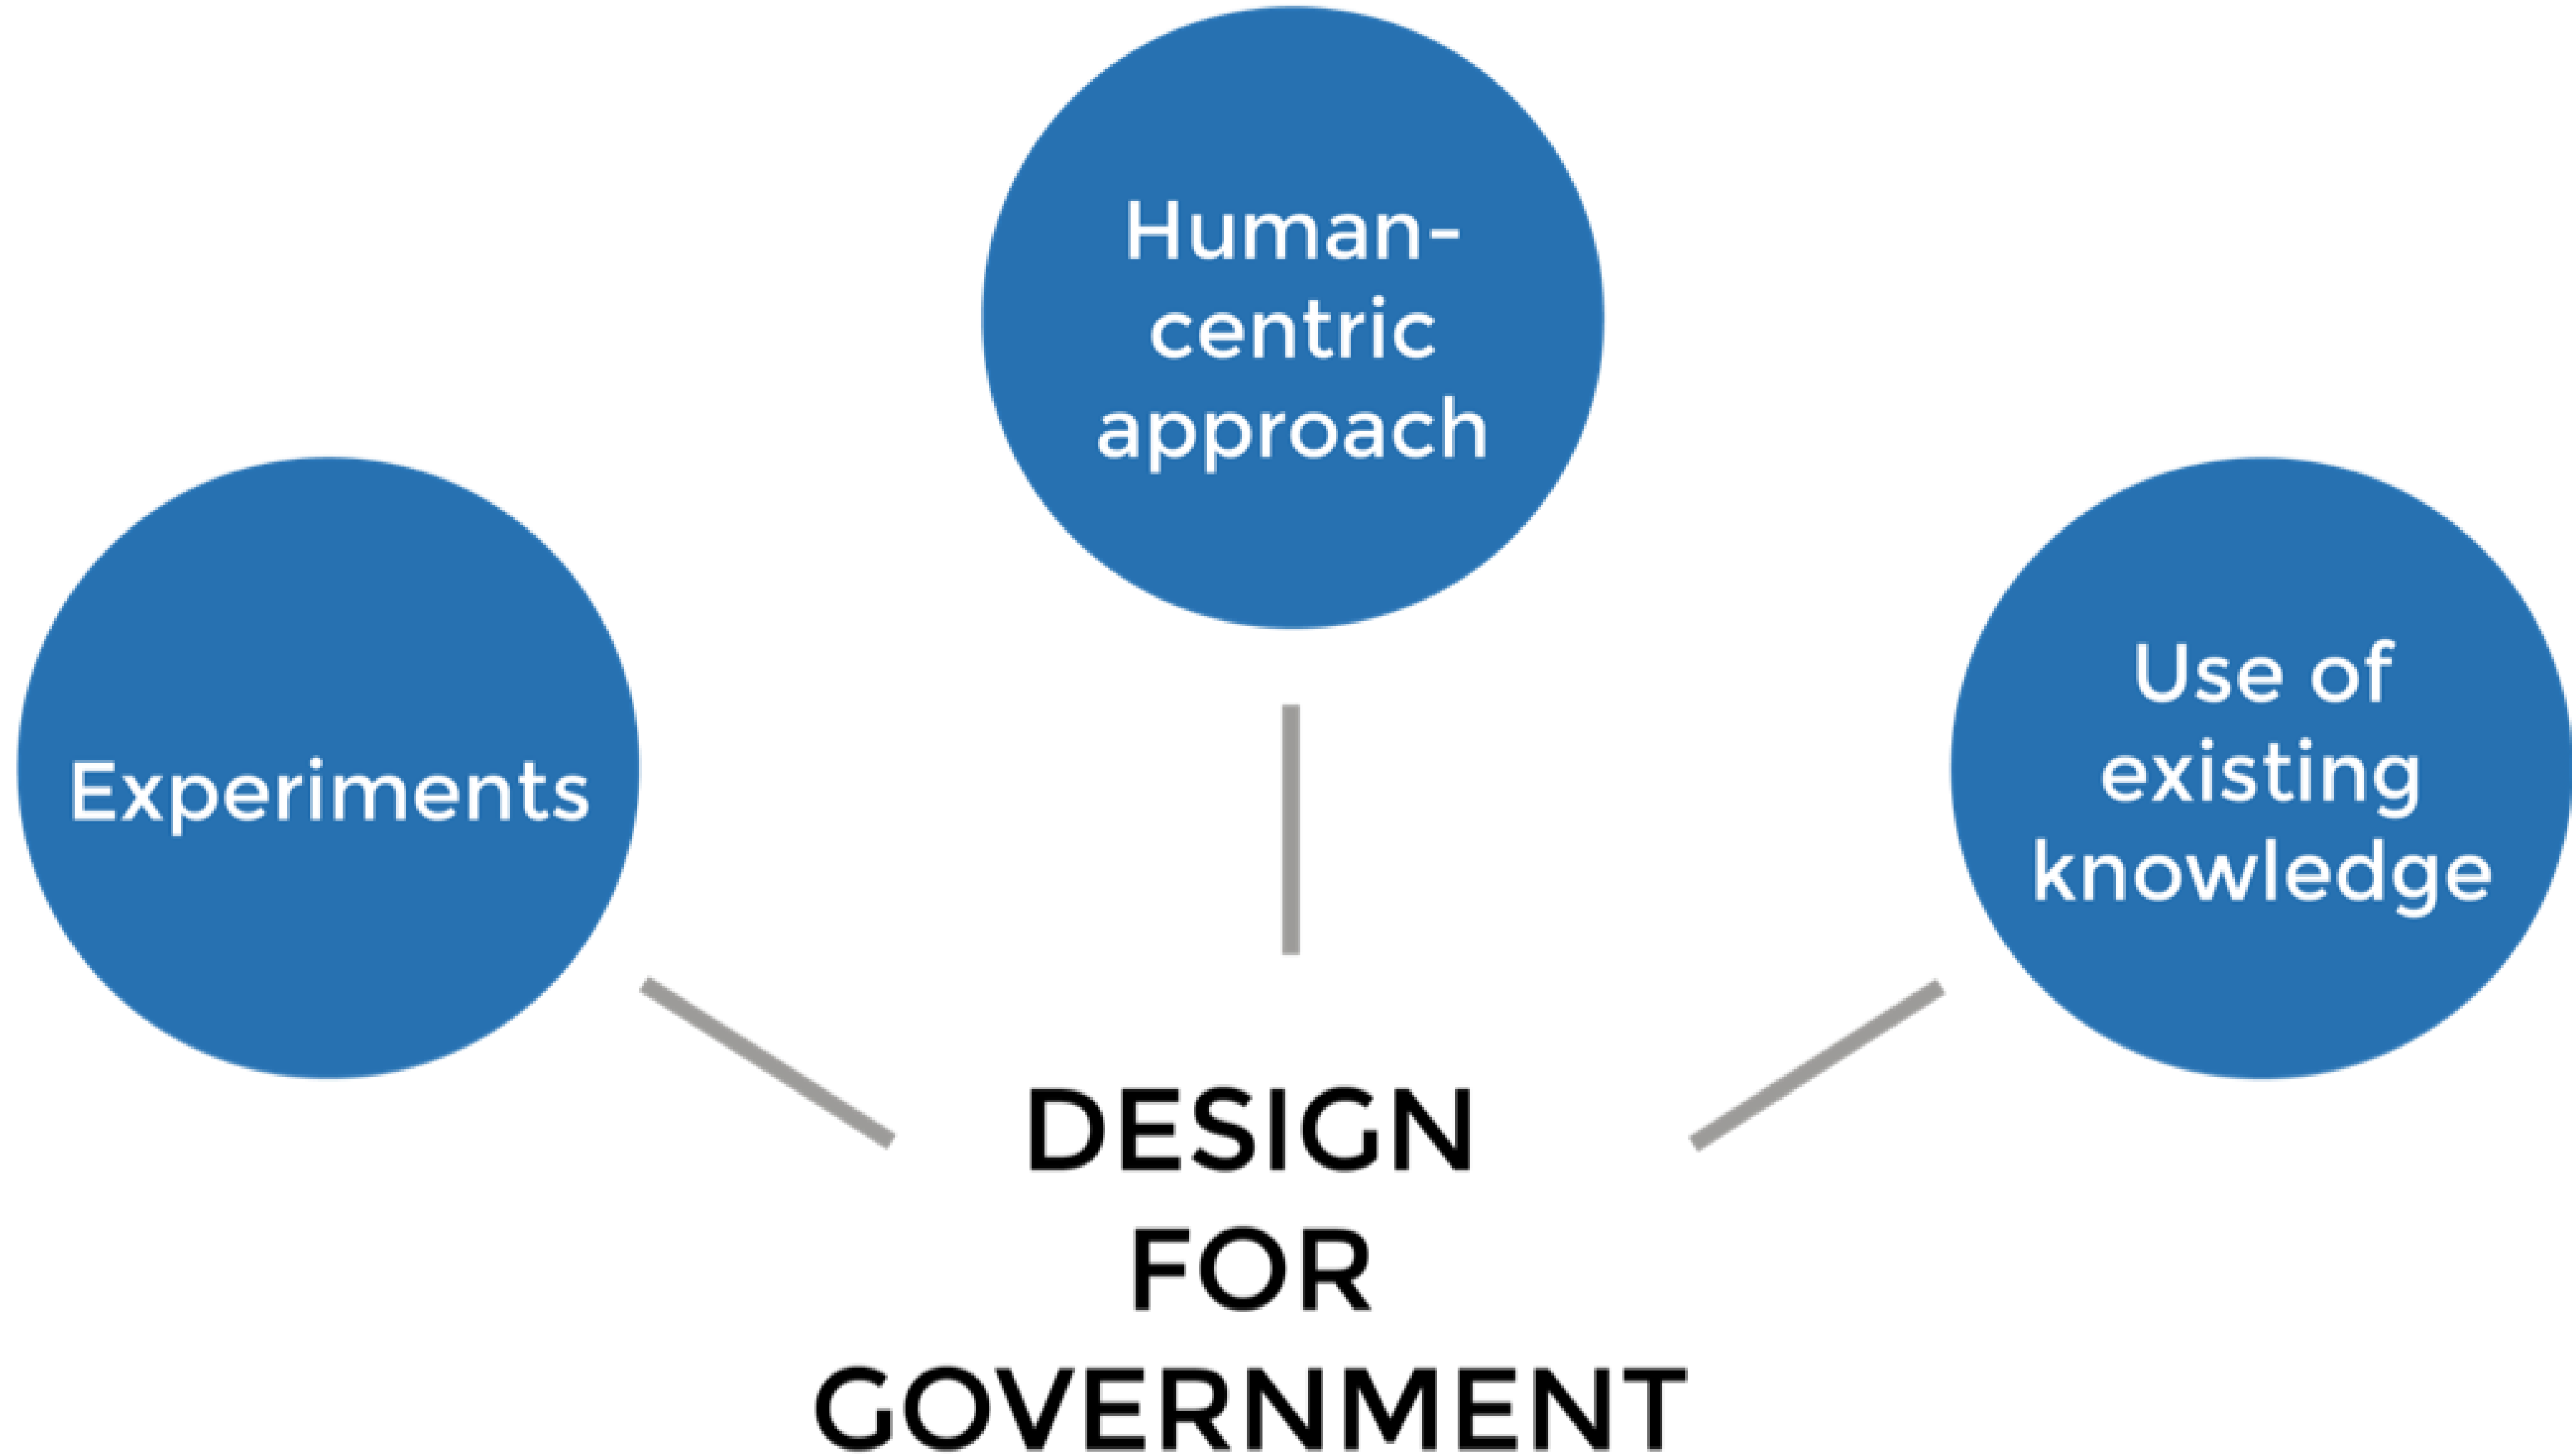 Human-
centric
approach
Experiments
Use of
existing
knowledge
DESIGN
FOR
GOVERNMENT